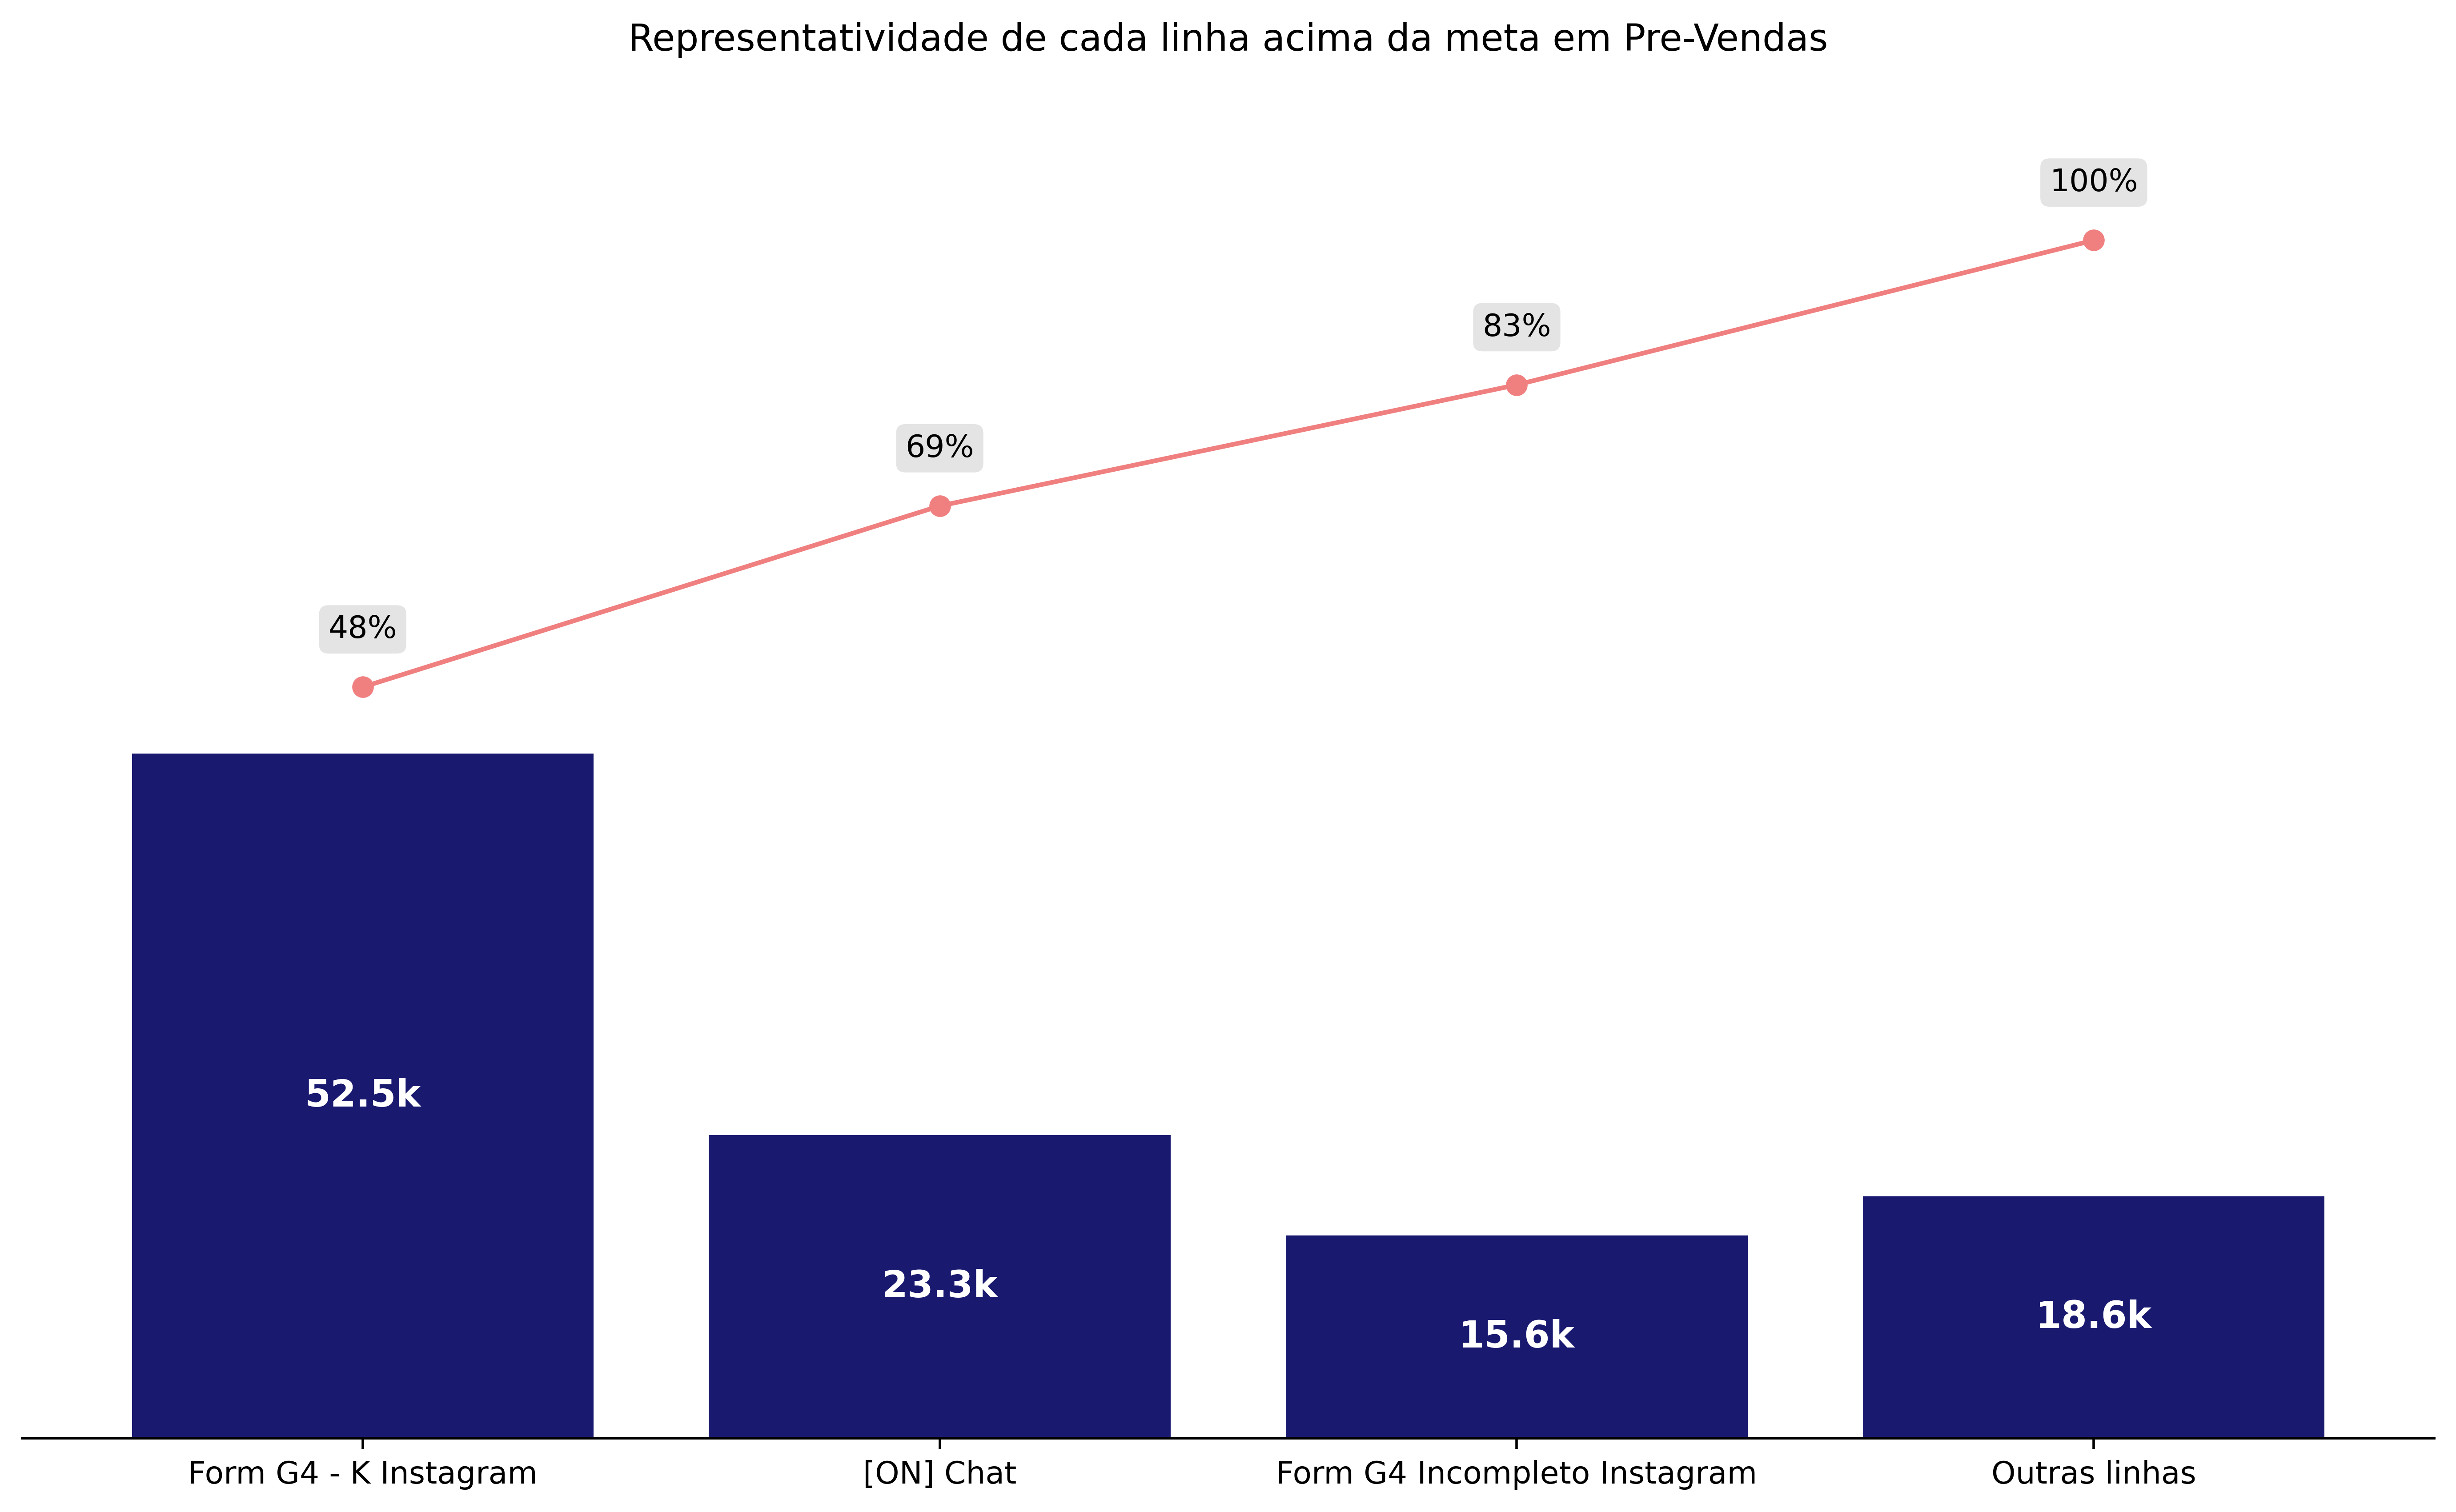 Representatividade de cada linha acima da meta em Pre-Vendas
100%
83%
69%
48%
52.5k
23.3k
15.6k
18.6k
Form G4 - K Instagram
[ON] Chat
Form G4 Incompleto Instagram
Outras linhas